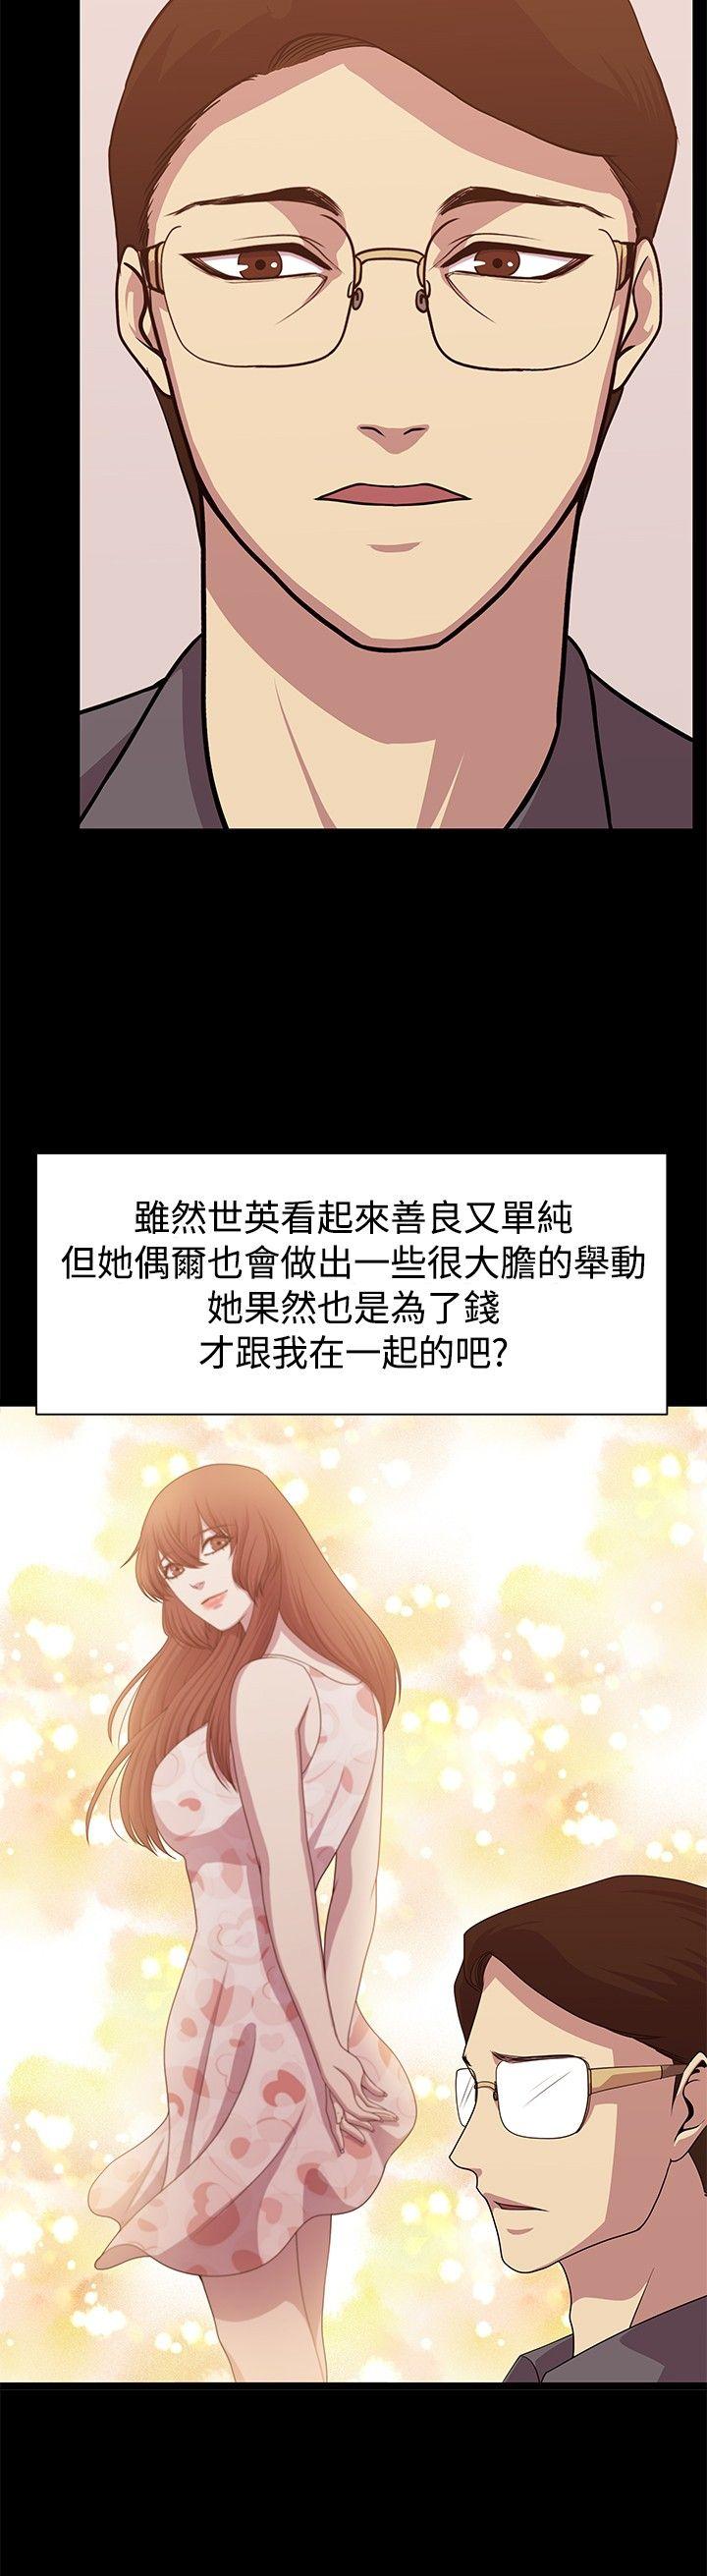 雖然世英看起來善良又單純
但她偶爾也會做出一些很大膽的舉動
她果然也是為了錢
才跟我在一起的吧?